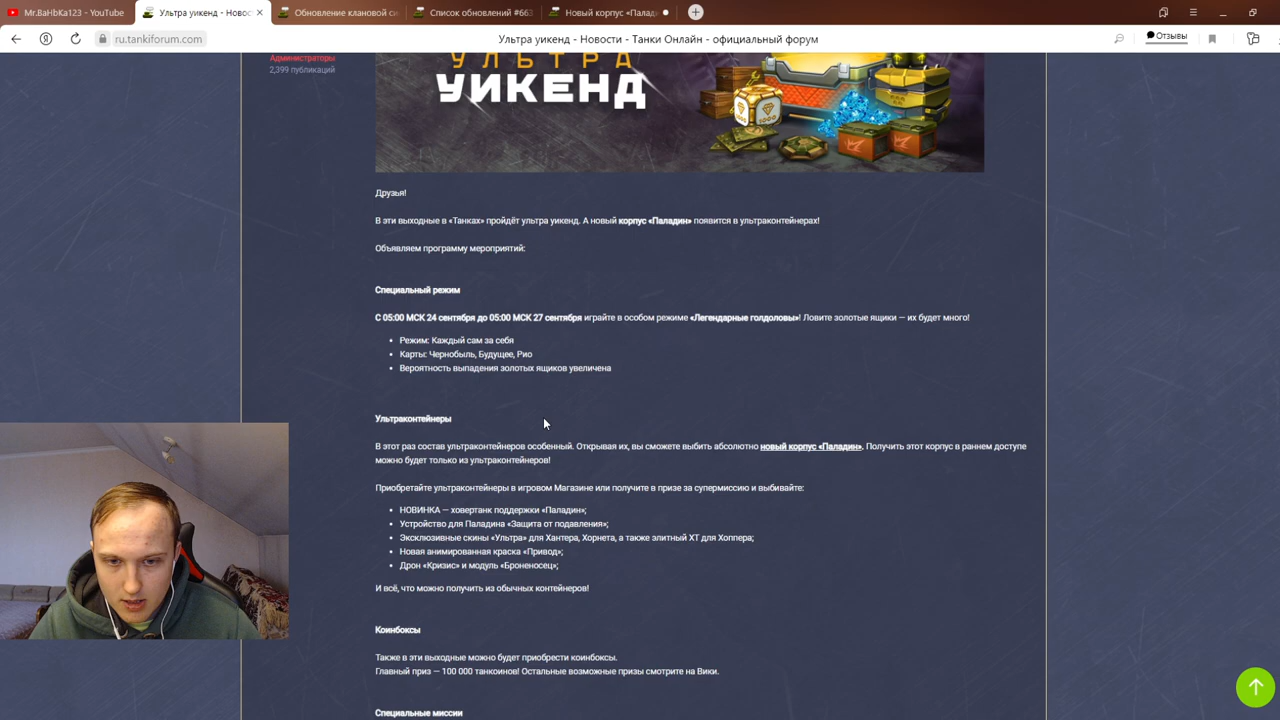 Mr.BaHbKa123 - YouTube
Ультра уикенд - Новос
Обновление клановой си
Список обновлений #663
Новый корпус «Палад
ru.tankiforum.com
Ультра уикенд - Новости - Танки Онлайн - официальный форум
Отзывы
Администраторы
2,399 публикаций
УЛЬТРА
УИКЕНД
Друзья!
В эти выходные в «Танках» пройдёт ультра уикенд. А новый корпус «Паладин» появится в ультраконтейнерах!
Объявляем программу мероприятий:
Специальный режим
С 05:00 МСК 24 сентября до 05:00 МСК 27 сентября играйте в особом режиме «Легендарные голдоловы»! Ловите золотые ящики — их будет много!
• Режим: Каждый сам за себя
• Карты: Чернобыль, Будущее, Рио
• Вероятность выпадения золотых ящиков увеличена
Ультраконтейнеры
В этот раз состав ультраконтейнеров особенный. Открывая их, вы сможете выбить абсолютно новый корпус «Паладин». Получить этот корпус в раннем доступе
можно будет только из ультраконтейнеров!
Приобретайте ультраконтейнеры в игровом Магазине или получите в призе за супермиссию и выбивайте:
• НОВИНКА — ховертанк поддержки «Паладин»;
• Устройство для Паладина «Защита от подавления»;
• Эксклюзивные скины «Ультра» для Хантера, Хорнета, а также элитный XT для Хоппера;
• Новая анимированная краска «Привод»;
• Дрон «Кризис» и модуль «Броненосец»;
И всё, что можно получить из обычных контейнеров!
Коинбоксы
Также в эти выходные можно будет приобрести коинбоксы.
Главный приз — 100 000 танкоинов! Остальные возможные призы смотрите на Вики.
Специальные миссии